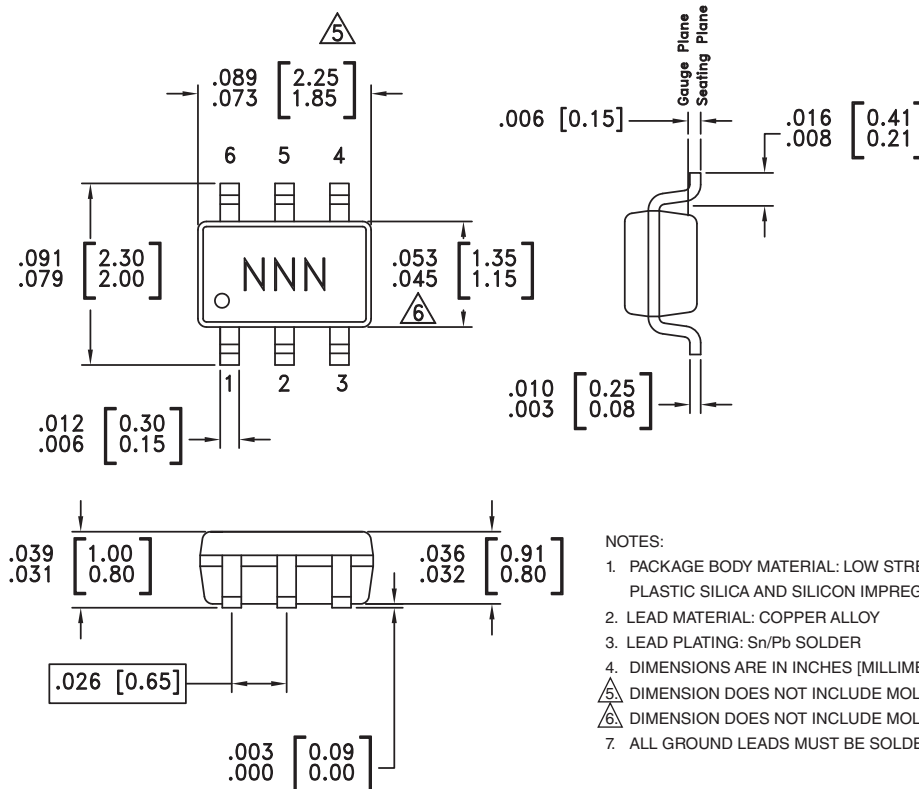 5
.089 [2.25]
.073 [1.85]
6 5 4
.091 [2.30]
.079 [2.00]
NNN
.053 [1.35]
.045 [1.15]
6
1 2 3
.012 [0.30]
.006 [0.15]
Gauge Plane
Seating Plane
.006 [0.15]
.016 [0.41]
.008 [0.21]
.010 [0.25]
.003 [0.08]
.039 [1.00]
.031 [0.80]
.036 [0.91]
.032 [0.80]
.026 [0.65]
.003 [0.09]
.000 [0.00]
NOTES:
1. PACKAGE BODY MATERIAL: LOW STRE
PLASTIC SILICA AND SILICON IMPREG
2. LEAD MATERIAL: COPPER ALLOY
3. LEAD PLATING: Sn/Pb SOLDER
4. DIMENSIONS ARE IN INCHES [MILLIME
5. DIMENSION DOES NOT INCLUDE MOL
6. DIMENSION DOES NOT INCLUDE MOL
7. ALL GROUND LEADS MUST BE SOLDE